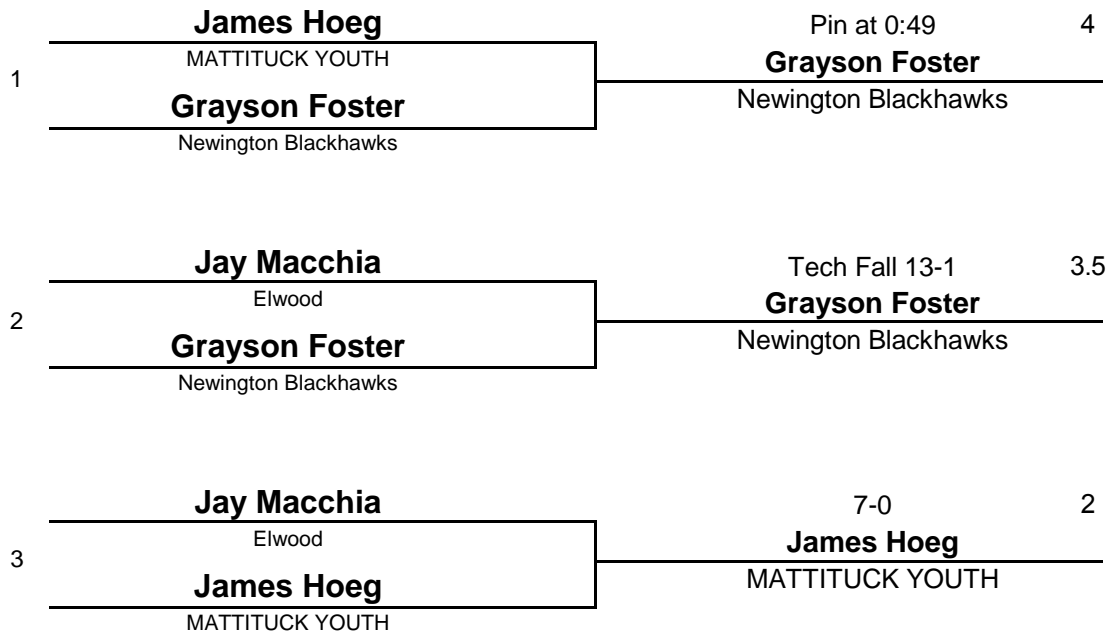 James Hoeg
MATTITUCK YOUTH
1
Grayson Foster
Newington Blackhawks
Pin at 0:49 4
Grayson Foster
Newington Blackhawks
Jay Macchia
Elwood
2
Grayson Foster
Newington Blackhawks
Tech Fall 13-1 3.5
Grayson Foster
Newington Blackhawks
Jay Macchia
Elwood
3
James Hoeg
MATTITUCK YOUTH
7-0 2
James Hoeg
MATTITUCK YOUTH